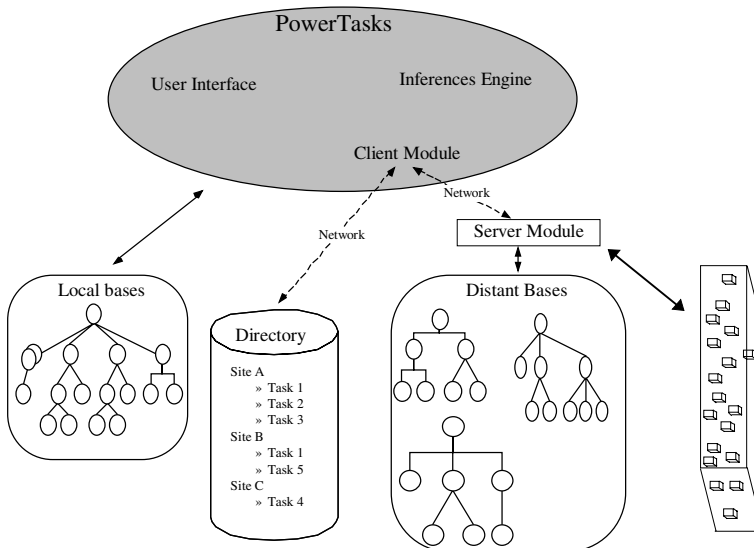 PowerTasks
User Interface
Inferences Engine
Client Module
Network
Network
Server Module
Local bases
Directory
Site A
» Task 1
» Task 2
» Task 3
Site B
» Task 1
» Task 5
Site C
» Task 4
Distant Bases